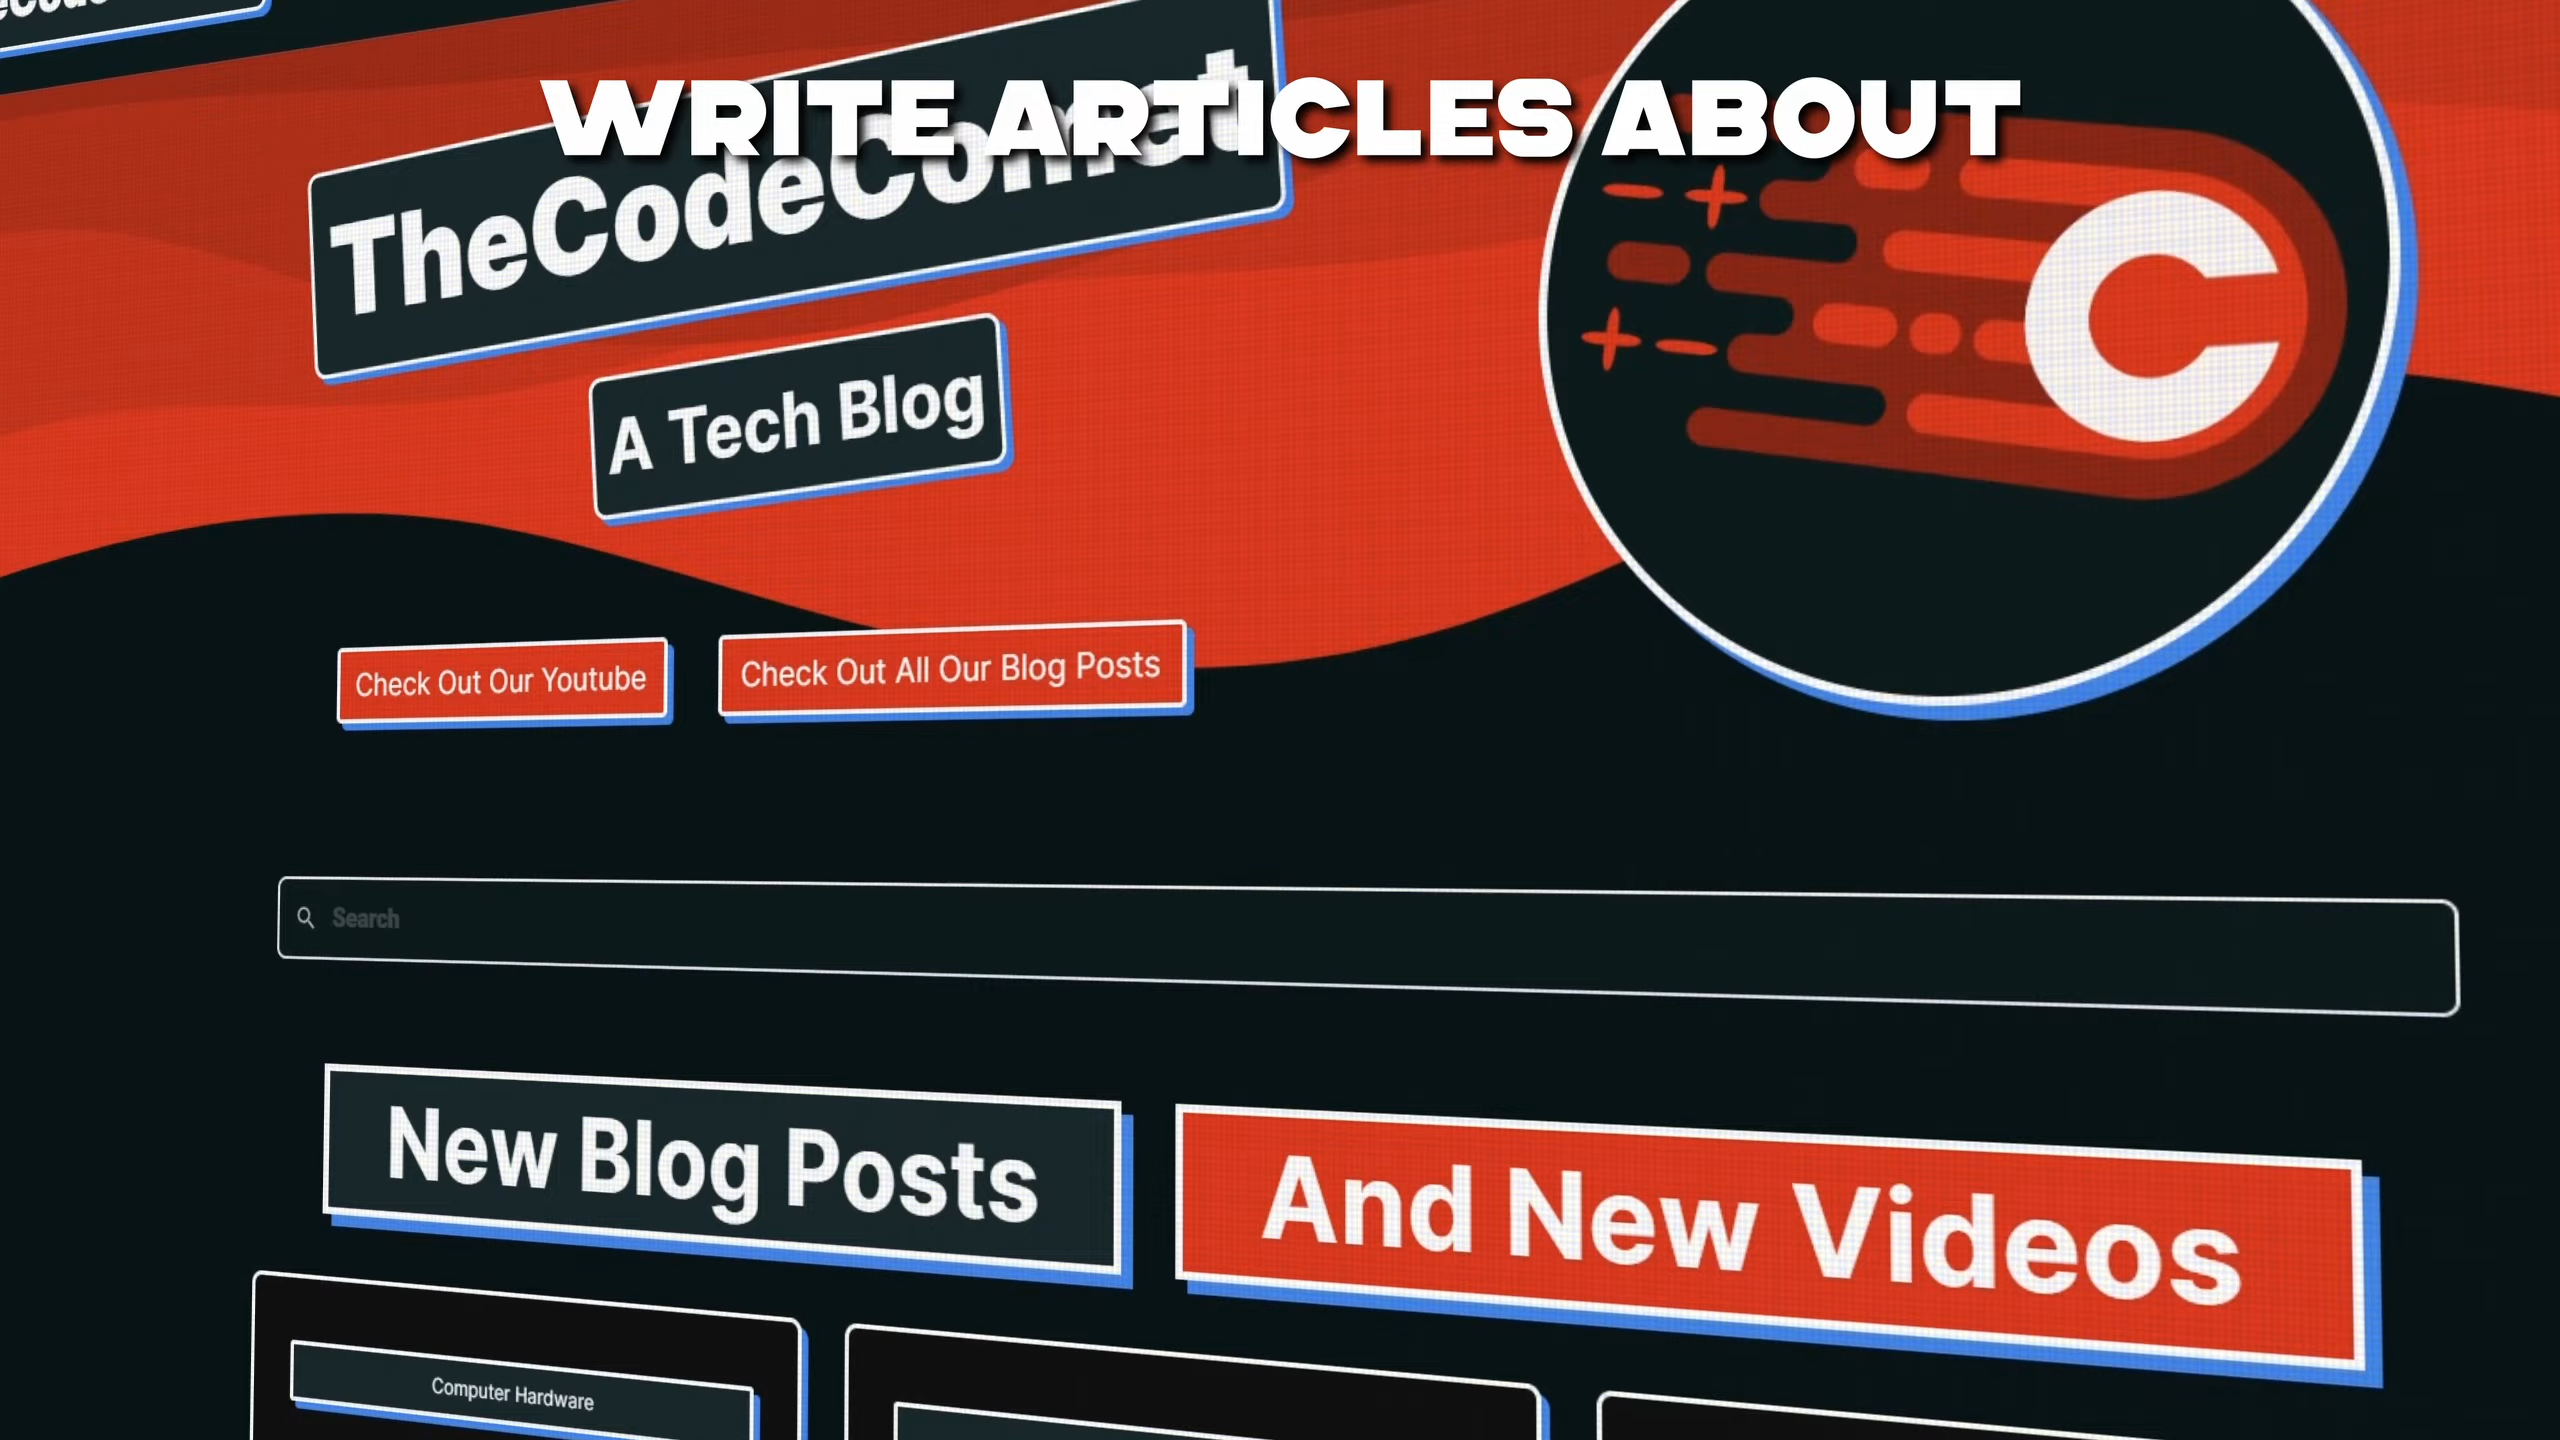 WRITE ARTICLES ABOUT
TheCodeComet
A Tech Blog
C
Check Out Our Youtube
Check Out All Our Blog Posts
Search
New Blog Posts
And New Videos
Computer Hardware